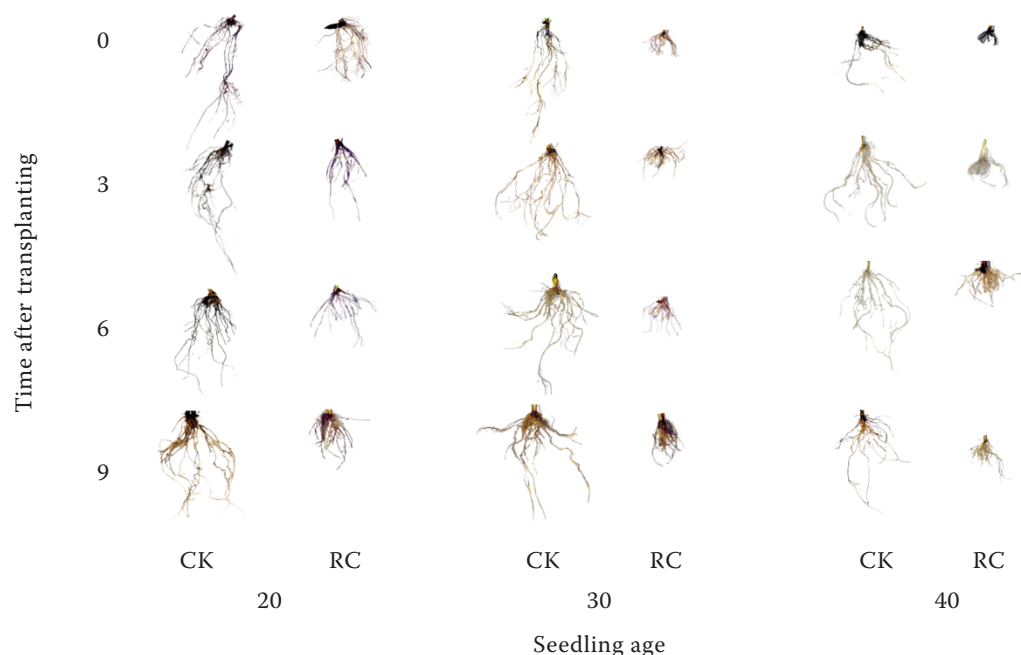 0
3
6
9
Time after transplanting
CK RC CK RC CK RC
20 30 40
Seedling age